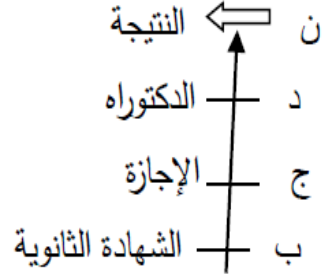 ن النتيجة
د الدكتوراه
ج الإجازة
ب الشهادة الثانوية